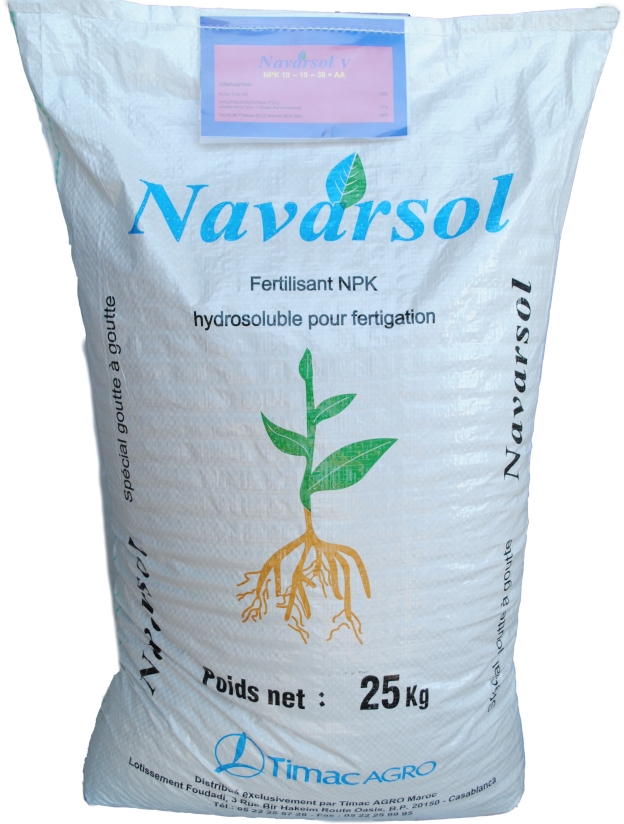 Navarsol V
NPK 10 – 10 – 30 + AA
Navarsol
Fertilisant NPK
hydrosoluble pour fertigation
Spécial goutte à goutte
Navarsol
Navarsol
goutte à goutte
Poids net : 25 Kg
Timac AGRO
Distribué exclusivement par Timac AGRO Maroc
Lotissement Foudadi, 3 Rue Bir Hakeim Route Oasis, B.P. 20150 - Casablanca